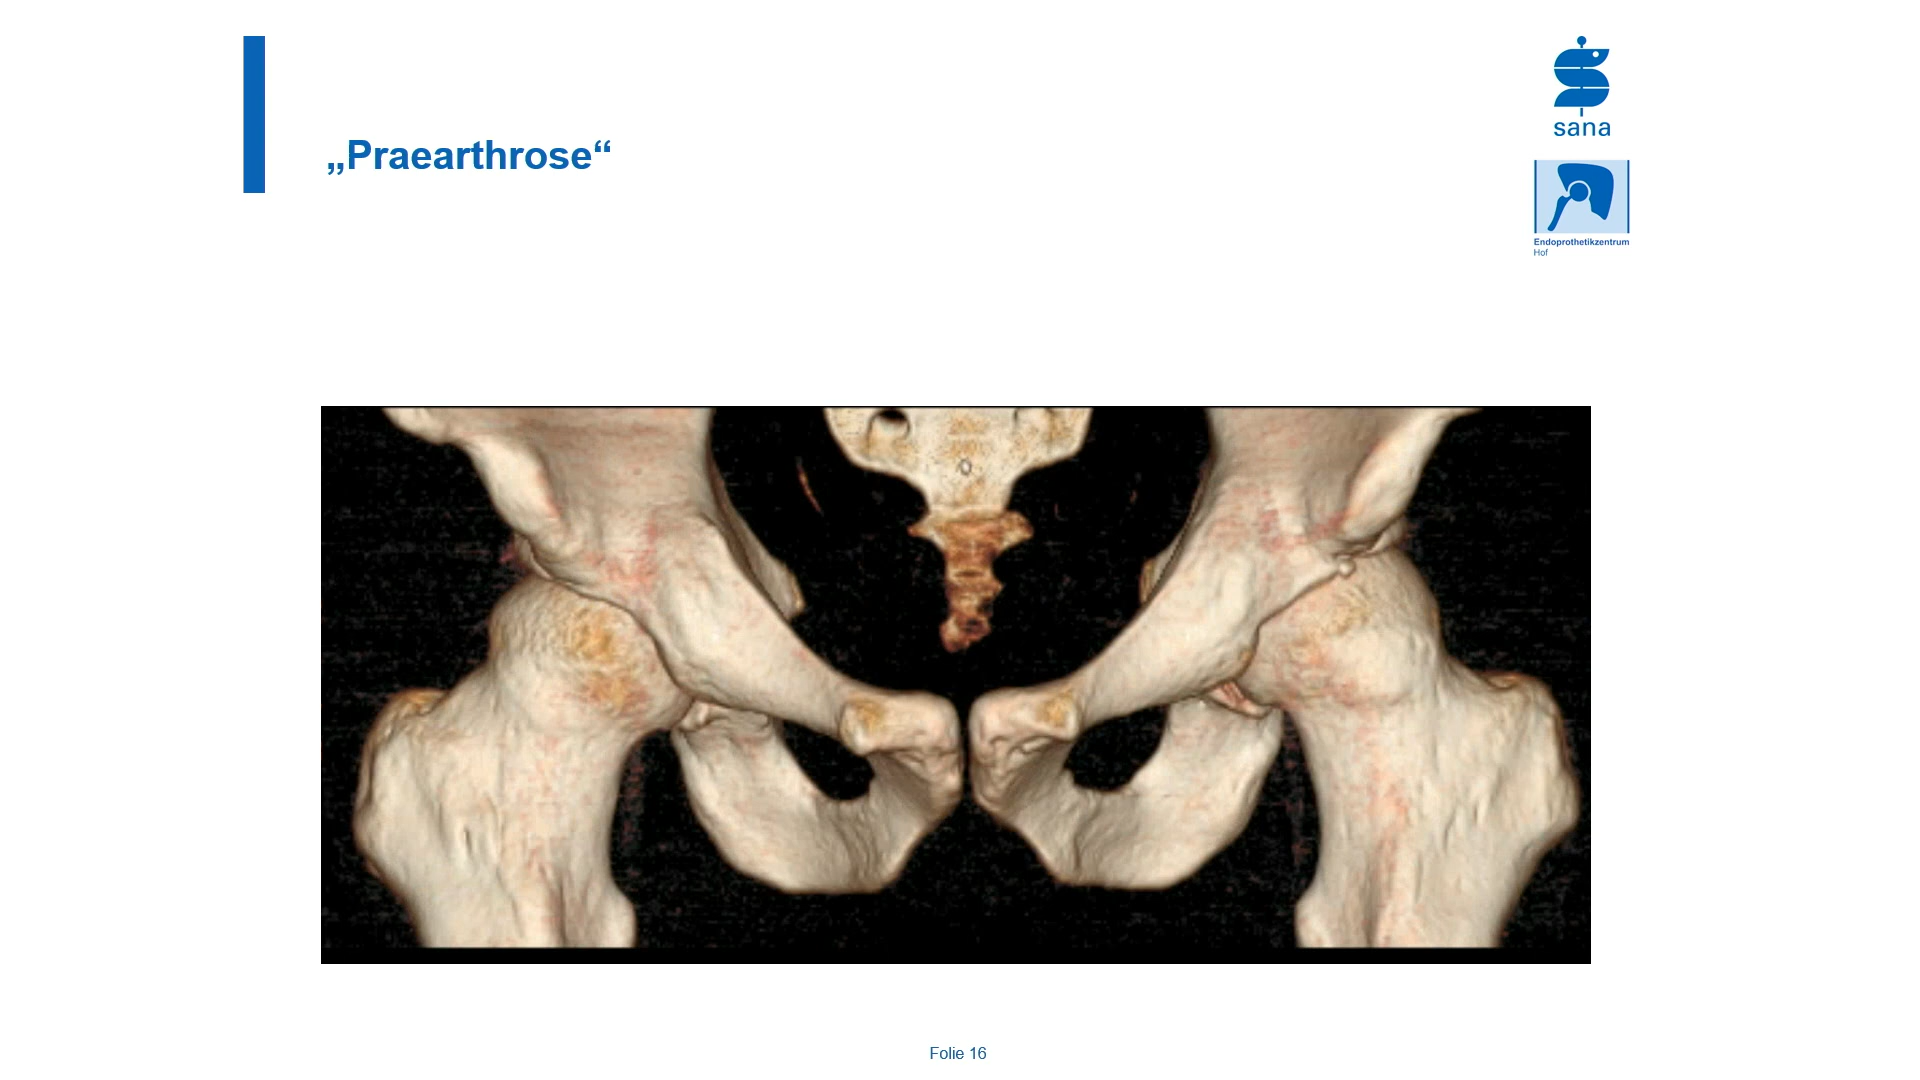 „Praearthrose“
sana
Endoprothetikzentrum
Hof
Folie 16